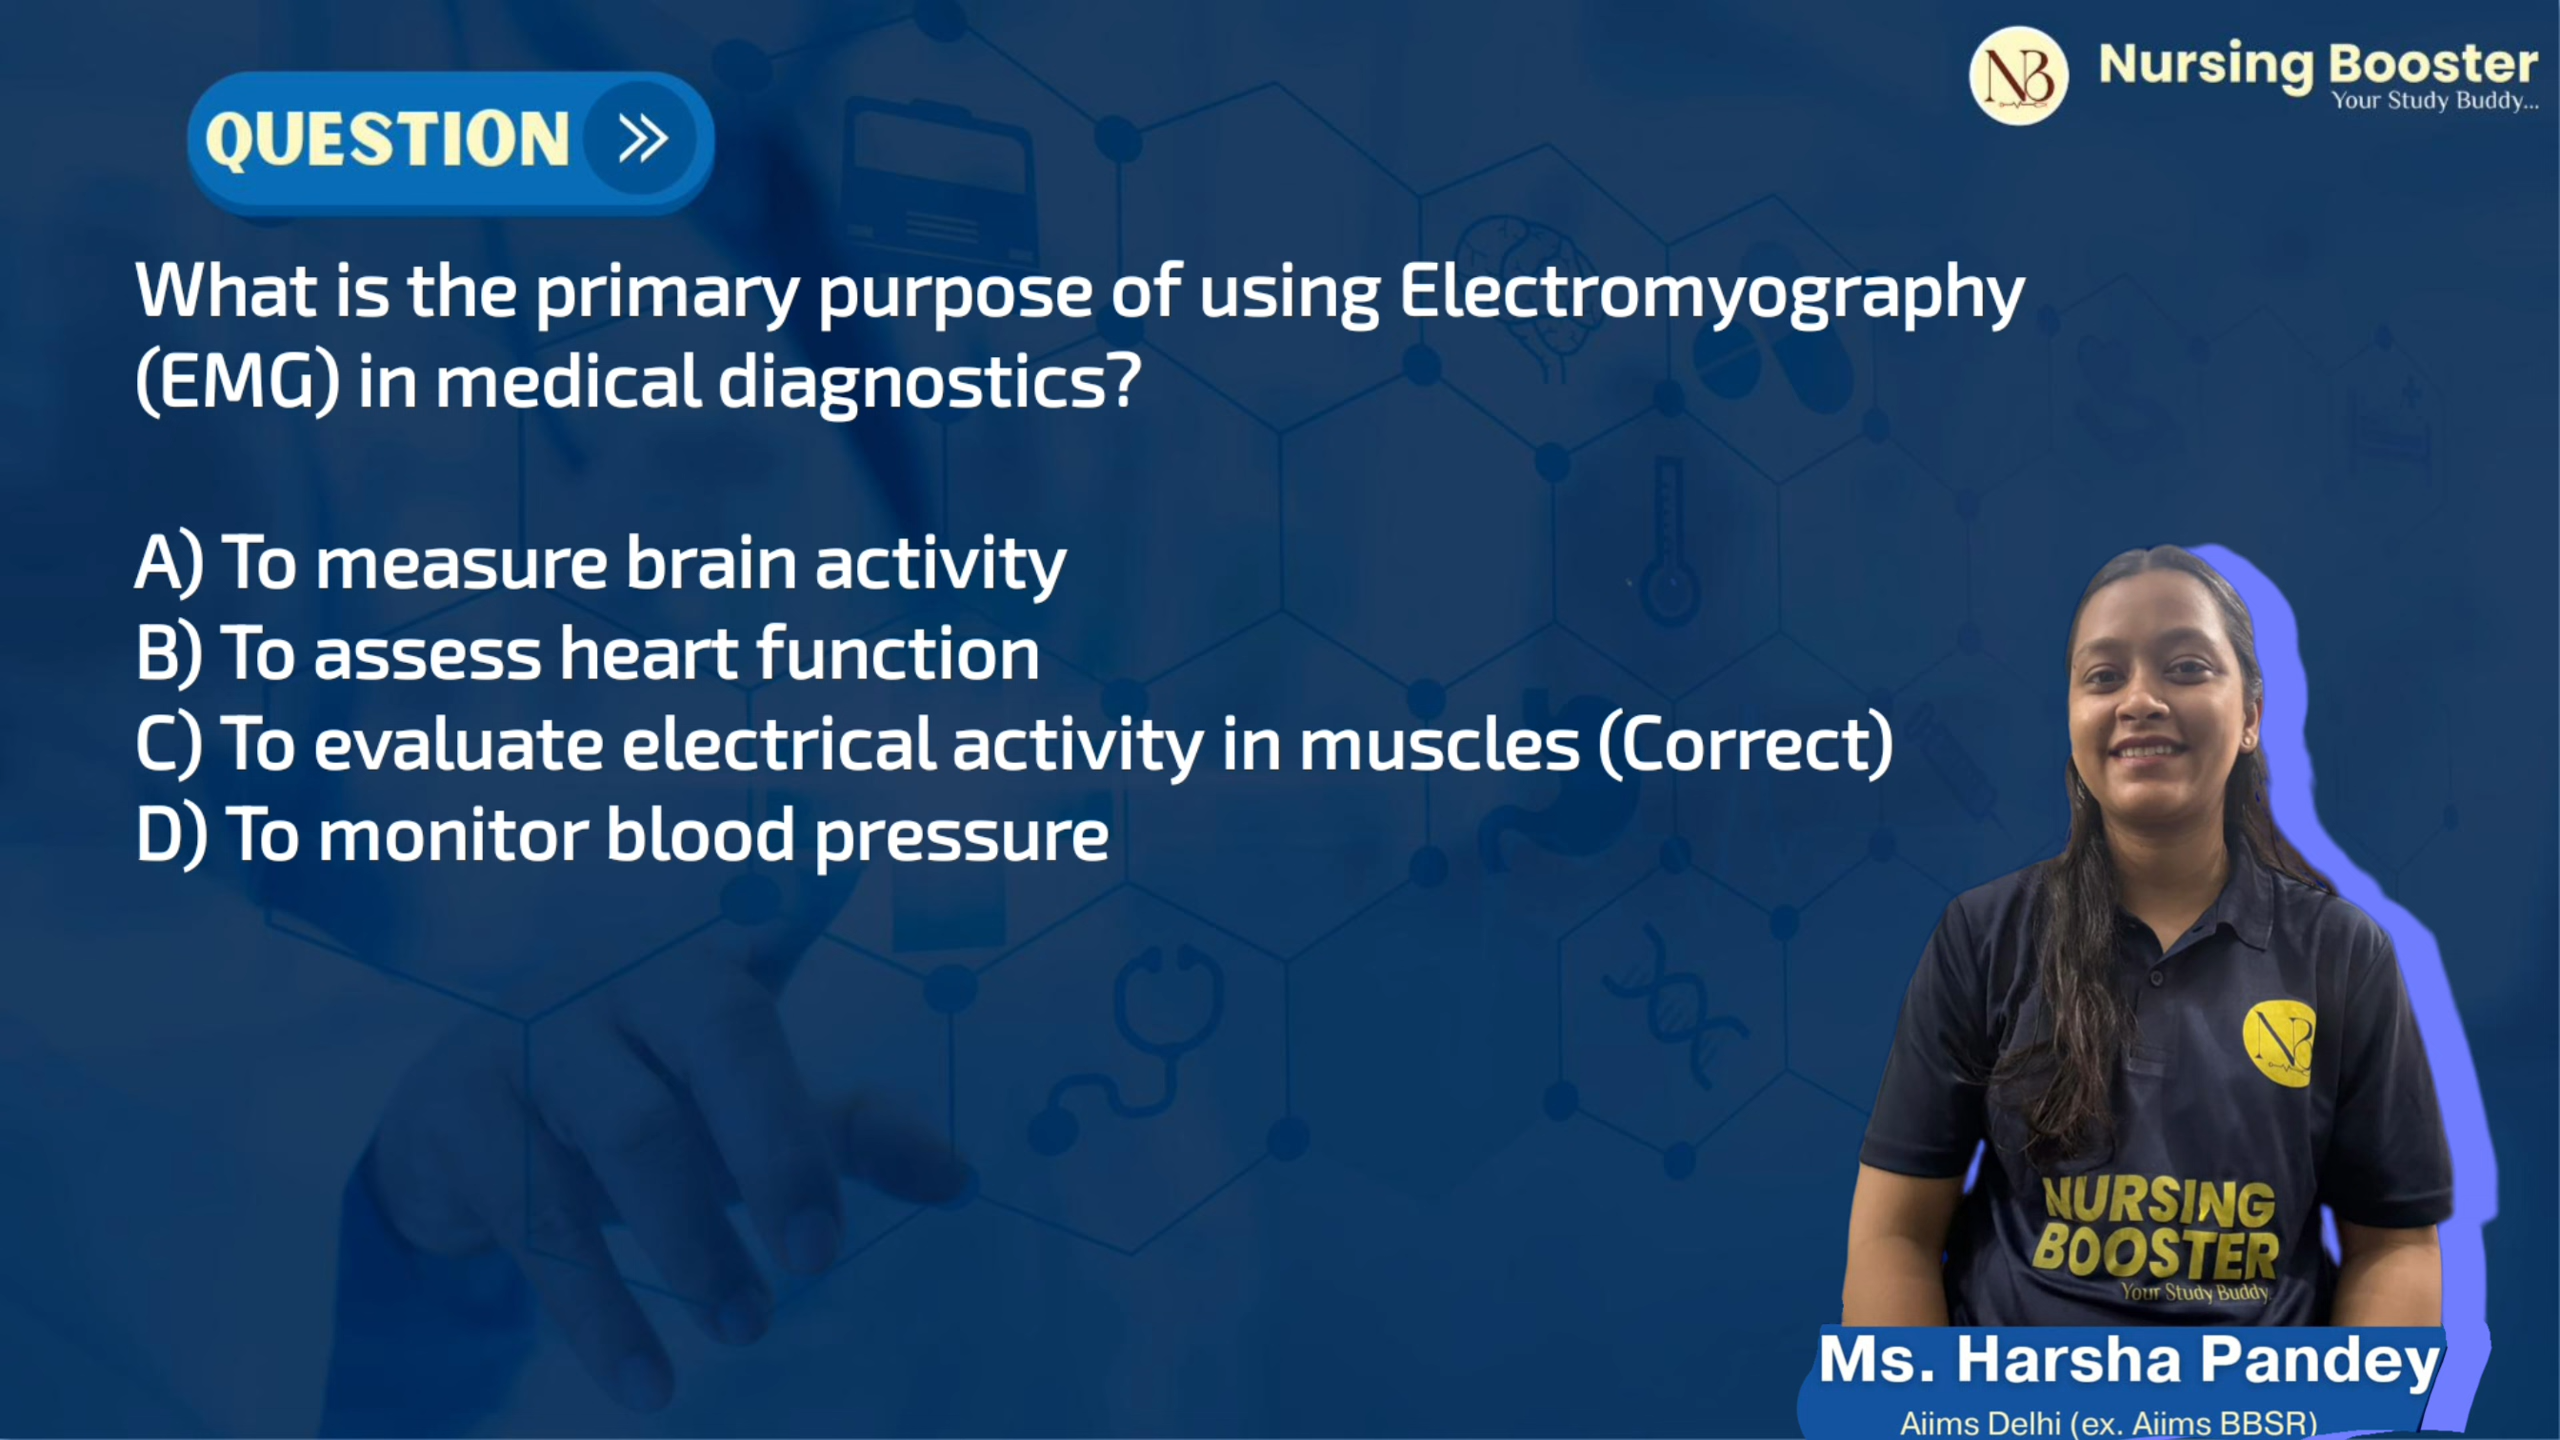 QUESTION »
NB
Nursing Booster
Your Study Buddy...
What is the primary purpose of using Electromyography
(EMG) in medical diagnostics?
A) To measure brain activity
B) To assess heart function
C) To evaluate electrical activity in muscles (Correct)
D) To monitor blood pressure
NB
NURSING
BOOSTER
Your Study Buddy
Ms. Harsha Pandey
Aiims Delhi (ex. Aiims BBSR)